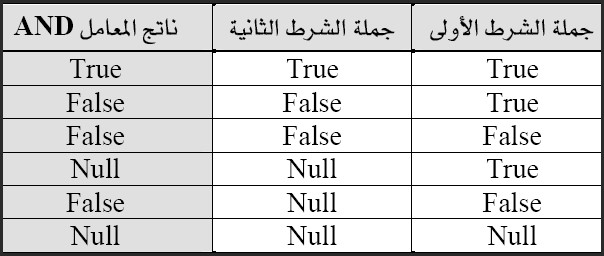 جملة الشرط الأولى جملة الشرط الثانية ناتج المعامل AND
True True True
True False False
False False False
True Null Null
False Null False
Null Null Null